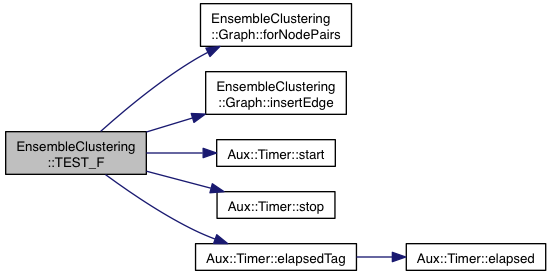 EnsembleClustering
::Graph::forNodePairs
EnsembleClustering
::Graph::insertEdge
EnsembleClustering
::TEST_F
Aux::Timer::start
Aux::Timer::stop
Aux::Timer::elapsedTag
Aux::Timer::elapsed